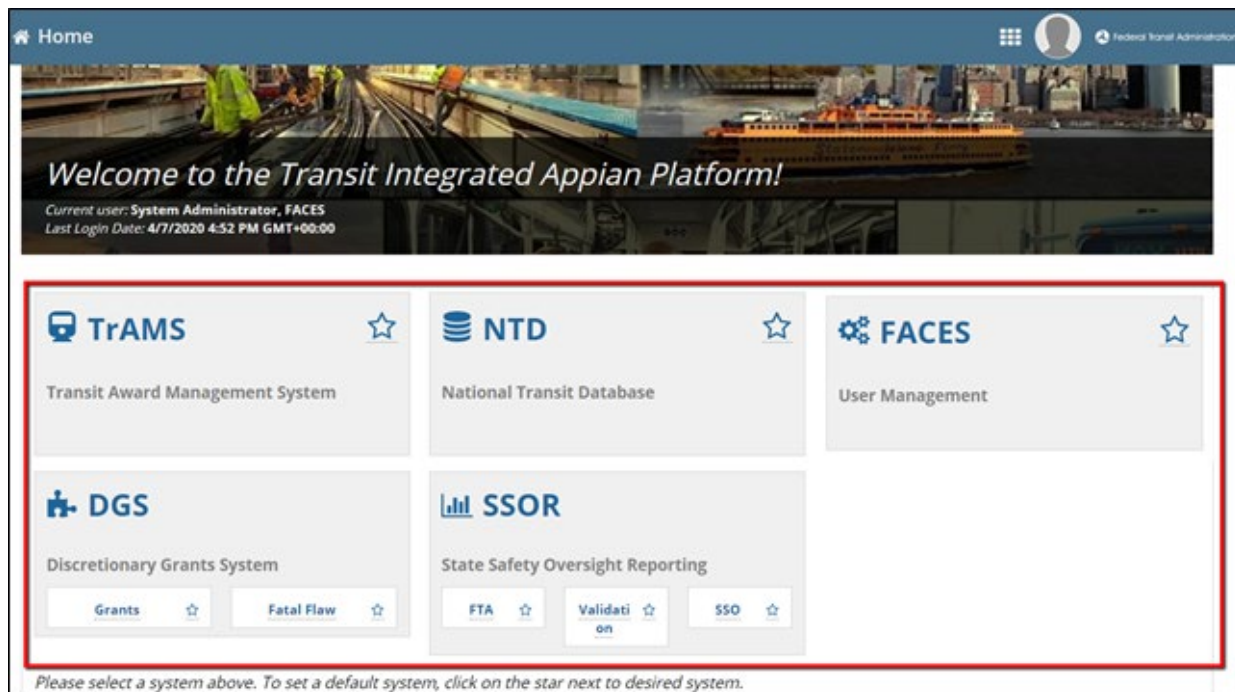 Home
Federal Transit Administration
Welcome to the Transit Integrated Appian Platform!
Current user: System Administrator, FACES
Last Login Date: 4/7/2020 4:52 PM GMT+00:00
TrAMS
Transit Award Management System
NTD
National Transit Database
FACES
User Management
DGS
Discretionary Grants System
Grants
Fatal Flaw
SSOR
State Safety Oversight Reporting
FTA
Validati
on
SSO
Please select a system above. To set a default system, click on the star next to desired system.